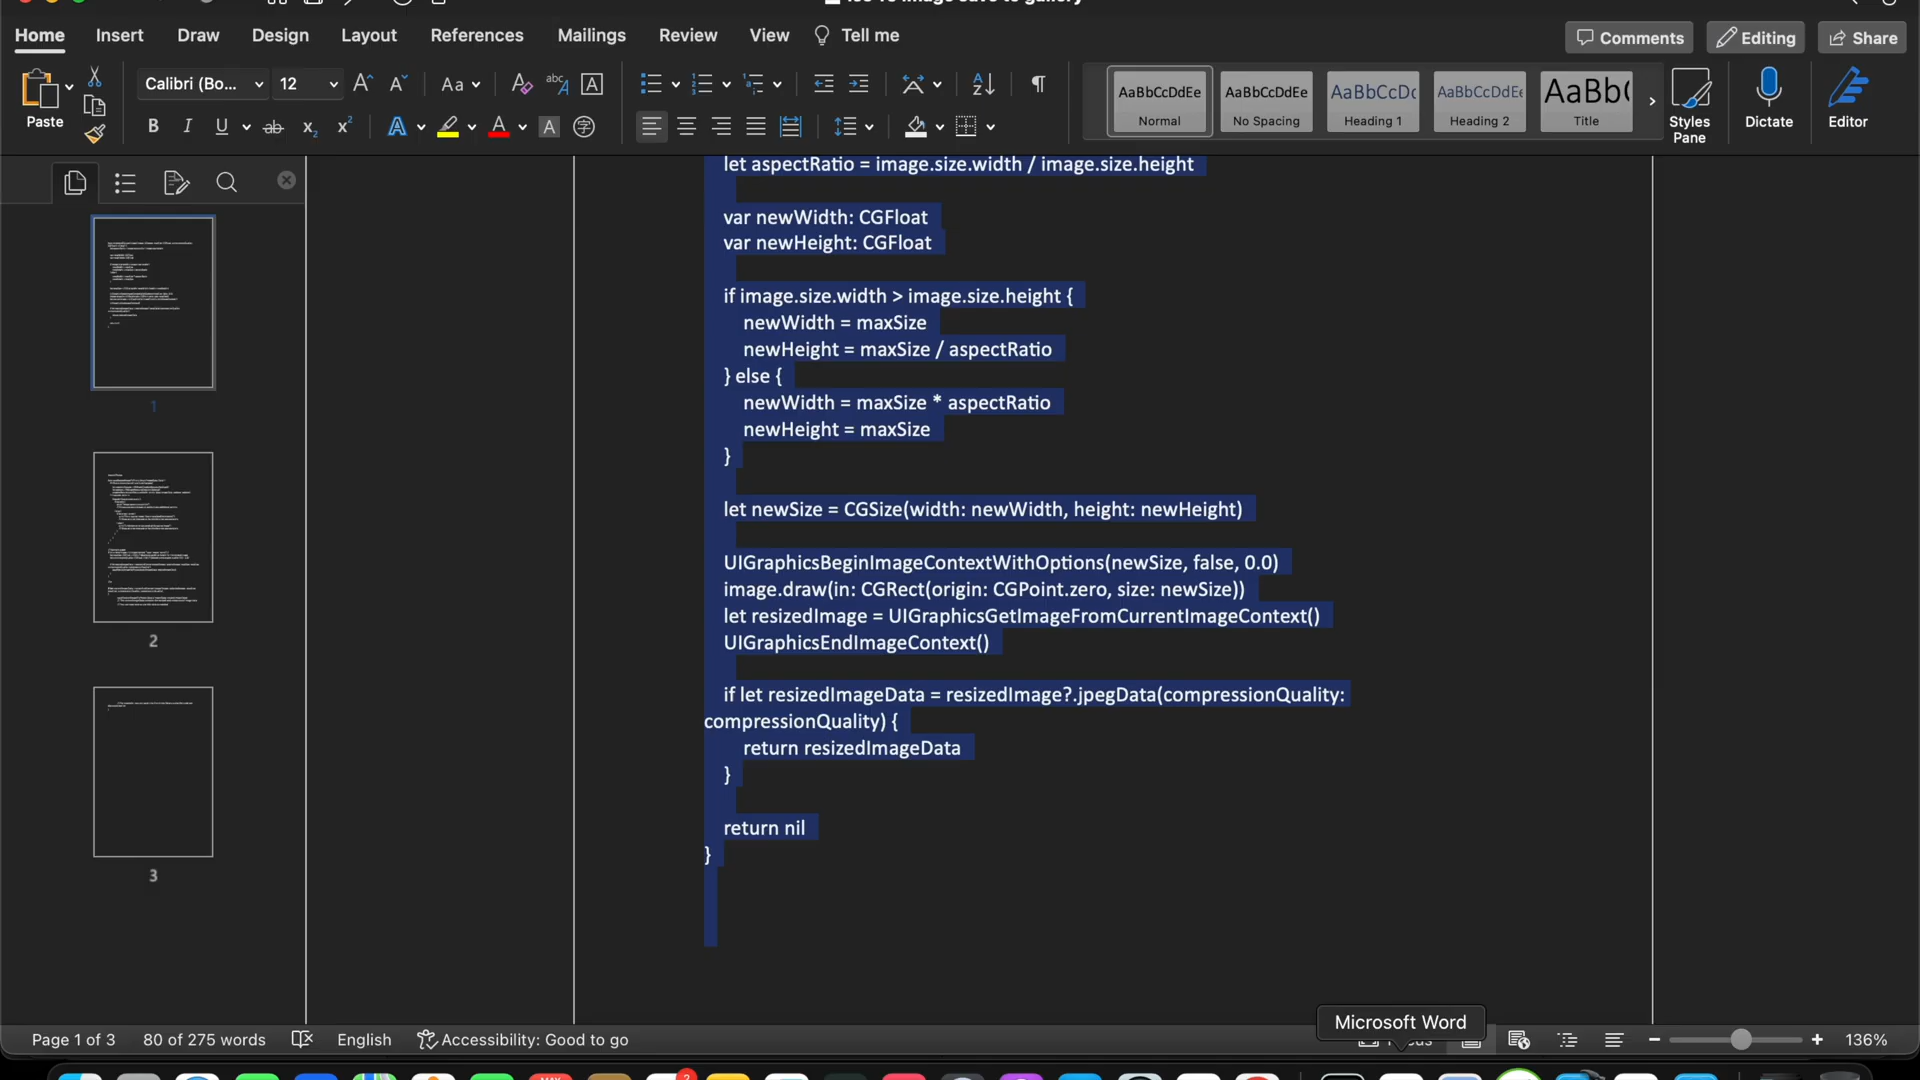 Home Insert Draw Design Layout References Mailings Review View Tell me Comments Editing Share
Paste
Calibri (Bo... 12
Aa
AaBbCcDdEe
Normal
AaBbCcDdEe
No Spacing
AaBbCcDc
Heading 1
AaBbCcDdE
Heading 2
AaBb(
Title
Styles
Pane
Dictate
Editor
1
2
3
let aspectRatio = image.size.width / image.size.height
var newWidth: CGFloat
var newHeight: CGFloat
if image.size.width > image.size.height {
newWidth = maxSize
newHeight = maxSize / aspectRatio
} else {
newWidth = maxSize * aspectRatio
newHeight = maxSize
}
let newSize = CGSize(width: newWidth, height: newHeight)
UIGraphicsBeginImageContextWithOptions(newSize, false, 0.0)
image.draw(in: CGRect(origin: CGPoint.zero, size: newSize))
let resizedImage = UIGraphicsGetImageFromCurrentImageContext()
UIGraphicsEndImageContext()
if let resizedImageData = resizedImage?.jpegData(compressionQuality:
compressionQuality) {
return resizedImageData
}
return nil
}
Microsoft Word
Page 1 of 3 80 of 275 words English Accessibility: Good to go 136%